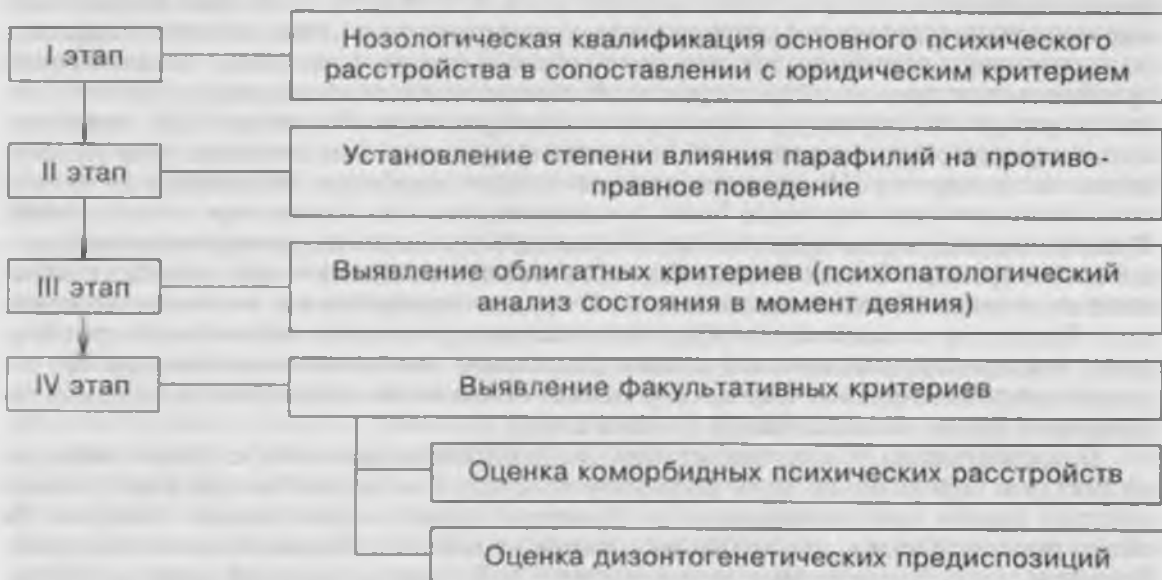 I этап
Нозологическая квалификация основного психического
расстройства в сопоставлении с юридическим критерием
II этап
Установление степени влияния парафилий на противо-
правное поведение
III этап
Выявление облигатных критериев (психопатологический
анализ состояния в момент деяния)
IV этап
Выявление факультативных критериев
Оценка коморбидных психических расстройств
Оценка дизонтогенетических предиспозиций